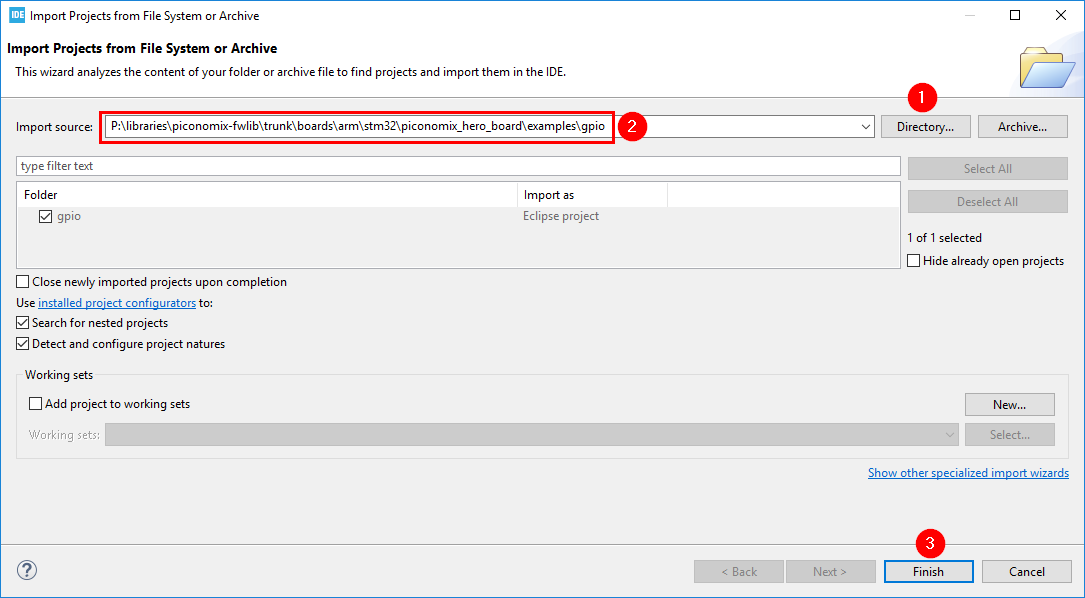 IDE Import Projects from File System or Archive
Import Projects from File System or Archive
This wizard analyzes the content of your folder or archive file to find projects and import them in the IDE.
1
Import source: P:\libraries\piconomix-fwlib\trunk\boards\arm\stm32\piconomix_hero_board\examples\gpio 2 Directory... Archive...
type filter text Select All
Folder Import as Deselect All
gpio Eclipse project
1 of 1 selected
Hide already open projects
Close newly imported projects upon completion
Use installed project configurators to:
Search for nested projects
Detect and configure project natures
Working sets
Add project to working sets New...
Working sets: Select...
Show other specialized import wizards
3
? < Back Next > Finish Cancel